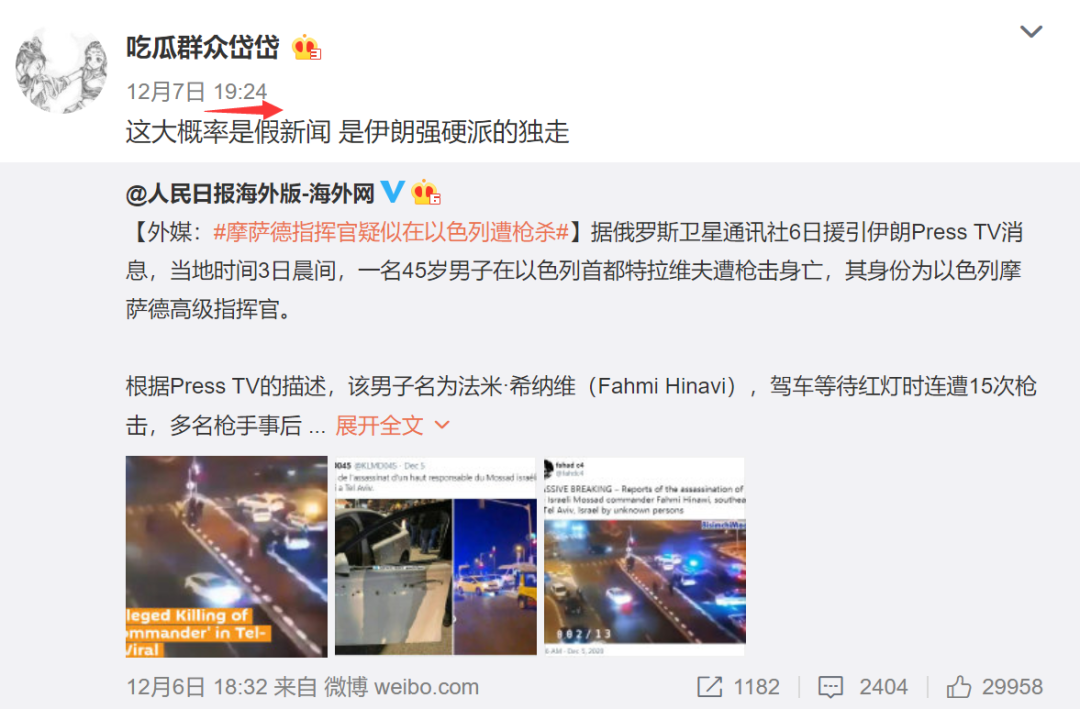 吃瓜群众岱岱
3
12月7日 19:24
这大概率是假新闻 是伊朗强硬派的独走
@人民日报海外版-海外网
6
【外媒：#摩萨德指挥官疑似在以色列遭枪杀#】据俄罗斯卫星通讯社6日援引伊朗Press TV消
息，当地时间3日晨间，一名45岁男子在以色列首都特拉维夫遭枪击身亡，其身份为以色列摩
萨德高级指挥官。
根据Press TV的描述，该男子名为法米·希纳维（Fahmi Hinavi），驾车等待红灯时连遭15次枪
击，多名枪手事后 ... 展开全文
leged Killing of
ommander' in Tel-
Viral
@KLMD045 · Dec 5
de l'assassinat d'un haut responsable du Mossad israél
à Tel Aviv.
fahad c4
SSIVE BREAKING – Reports of the assassination of
Israeli Mossad commander Fahmi Hinawi, southea
Tel Aviv, Israel by unknown persons
002/13
AM · Dec 5, 2020
12月6日 18:32 来自 微博 weibo.com
1182
2404
29958